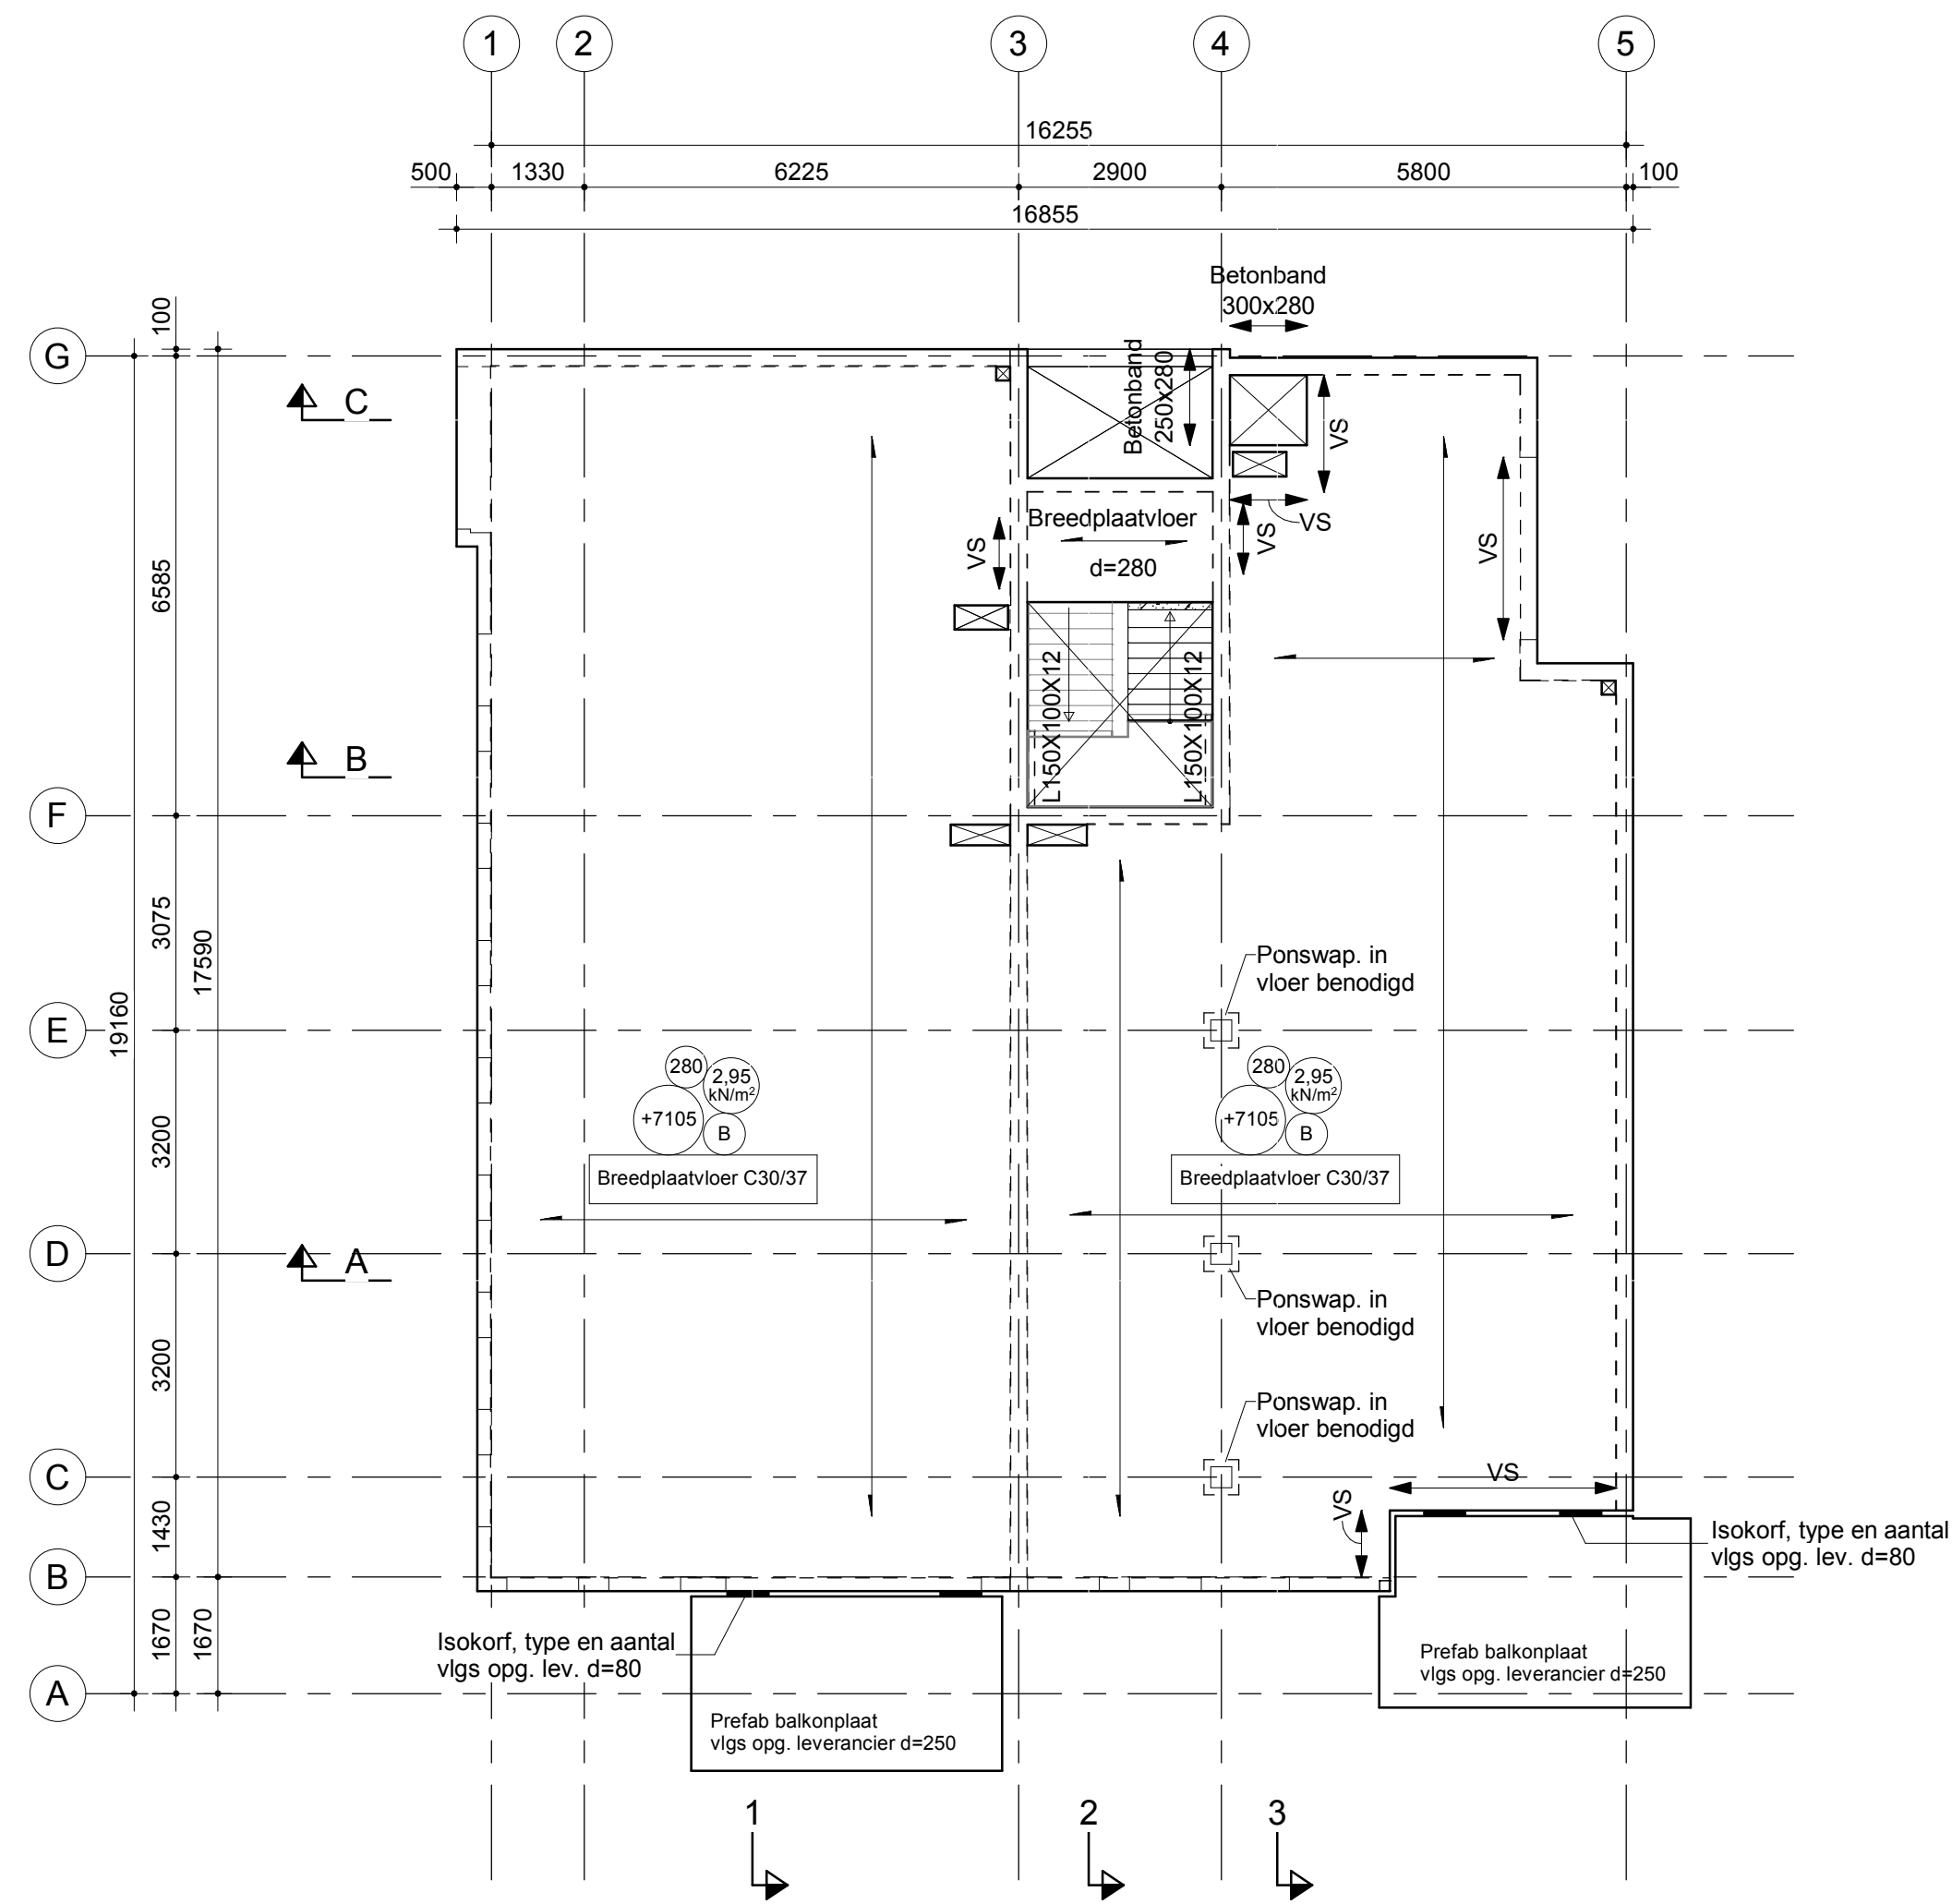 1
2
3
4
5
16255
500
1330
6225
2900
5800
100
16855
Betonband
300x280
100
G
C
Betonband
250x280
VS
Breedplaatvloer
VS
VS
VS
VS
d=280
6585
L150X100X12
L150X100X12
B
F
3075
17590
19160
Ponswap. in
vloer benodigd
E
280
2,95
kN/m²
+7105
B
Breedplaatvloer C30/37
280
2,95
kN/m²
+7105
B
Breedplaatvloer C30/37
3200
D
A
Ponswap. in
vloer benodigd
3200
Ponswap. in
vloer benodigd
C
VS
VS
1430
Isokorf, type en aantal
vlgs opg. lev. d=80
B
1670
1670
Isokorf, type en aantal
vlgs opg. lev. d=80
Prefab balkonplaat
vlgs opg. leverancier d=250
A
Prefab balkonplaat
vlgs opg. leverancier d=250
1
2
3